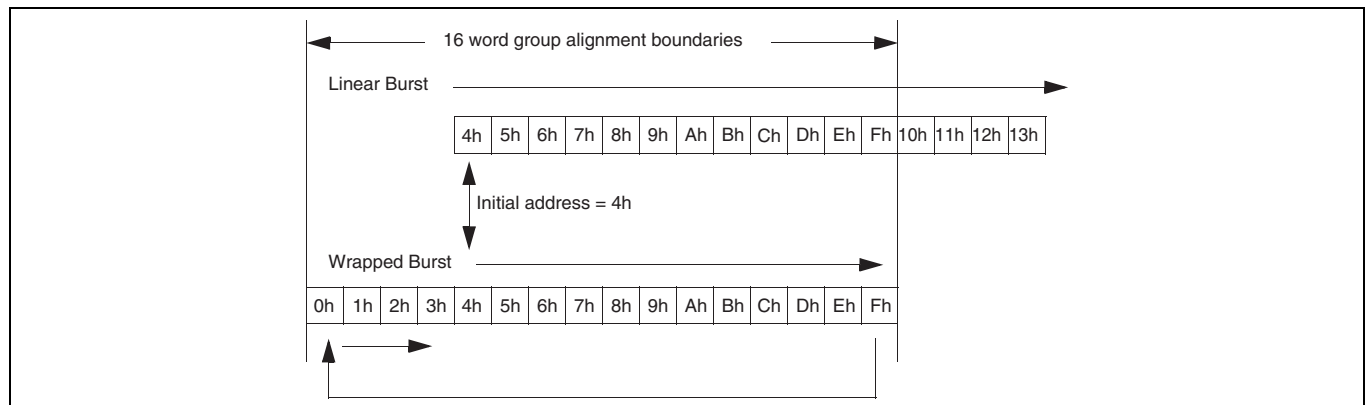 16 word group alignment boundaries
Linear Burst
4h 5h 6h 7h 8h 9h Ah Bh Ch Dh Eh Fh 10h 11h 12h 13h
Initial address = 4h
Wrapped Burst
0h 1h 2h 3h 4h 5h 6h 7h 8h 9h Ah Bh Ch Dh Eh Fh